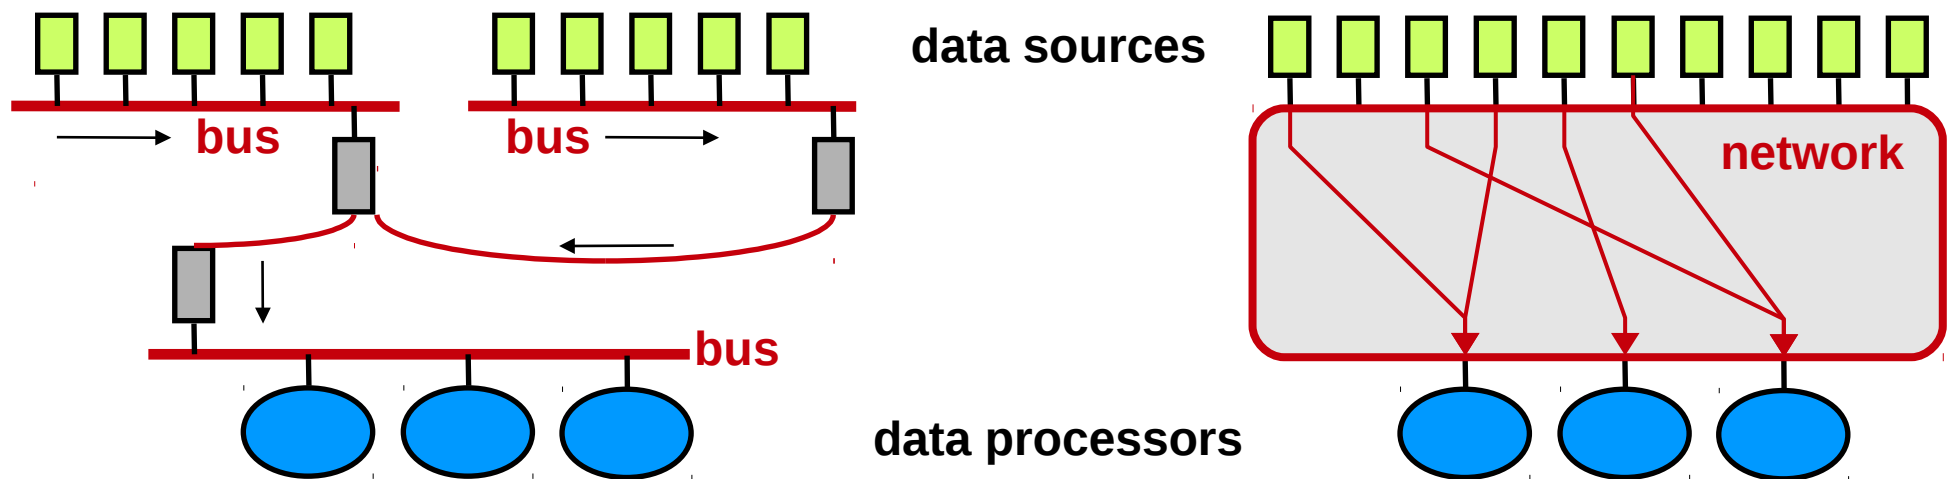 data sources
bus
bus
network
bus
data processors